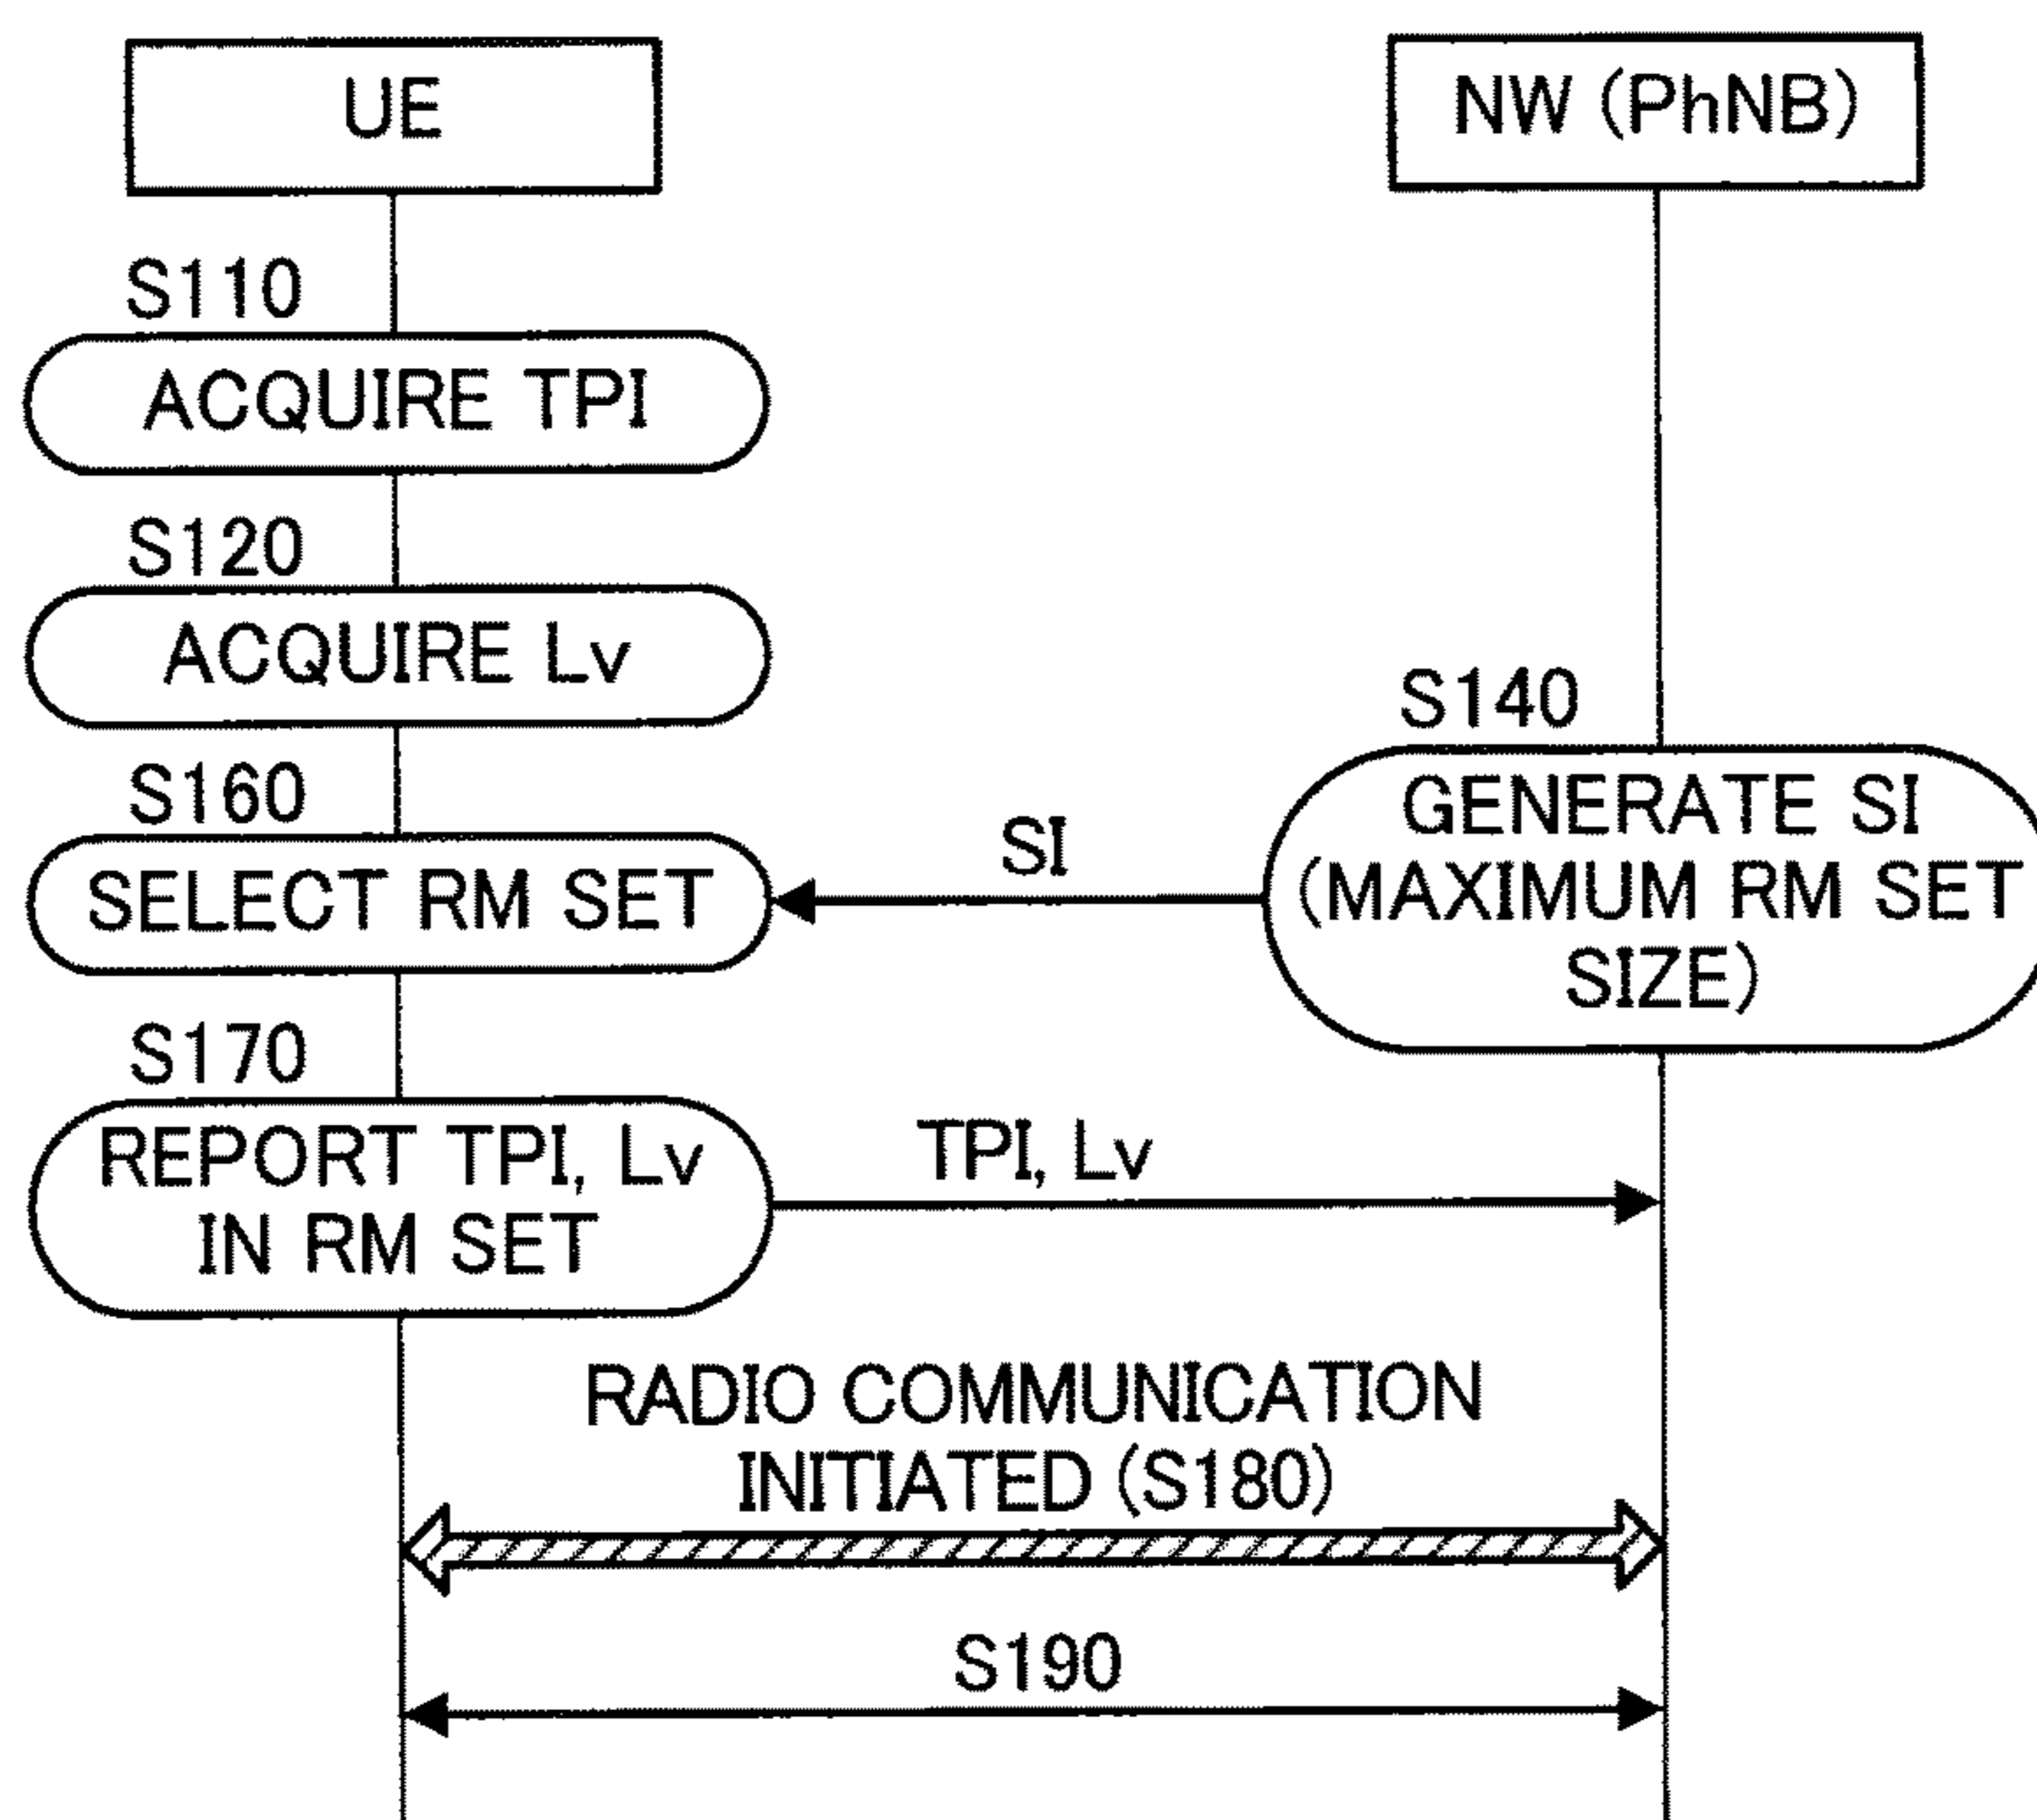 UE
NW (PhNB)
S110
ACQUIRE TPI
S120
ACQUIRE Lv
S140
GENERATE SI
(MAXIMUM RM SET
SIZE)
S160
SI
SELECT RM SET
S170
REPORT TPI, Lv
IN RM SET
TPI, Lv
RADIO COMMUNICATION
INITIATED (S180)
S190